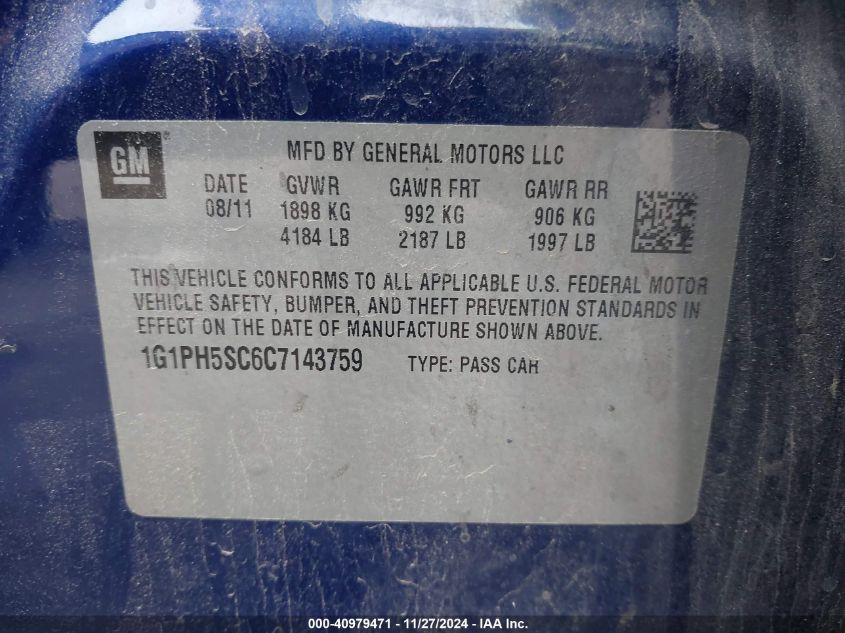 GM
MFD BY GENERAL MOTORS LLC
DATE GVWR GAWR FRT GAWR RR
08/11 1898 KG 992 KG 906 KG
4184 LB 2187 LB 1997 LB
THIS VEHICLE CONFORMS TO ALL APPLICABLE U.S. FEDERAL MOTOR
VEHICLE SAFETY, BUMPER, AND THEFT PREVENTION STANDARDS IN
EFFECT ON THE DATE OF MANUFACTURE SHOWN ABOVE.
1G1PH5SC6C7143759 TYPE: PASS CAR
000-40979471 - 11/27/2024 - IAA Inc.